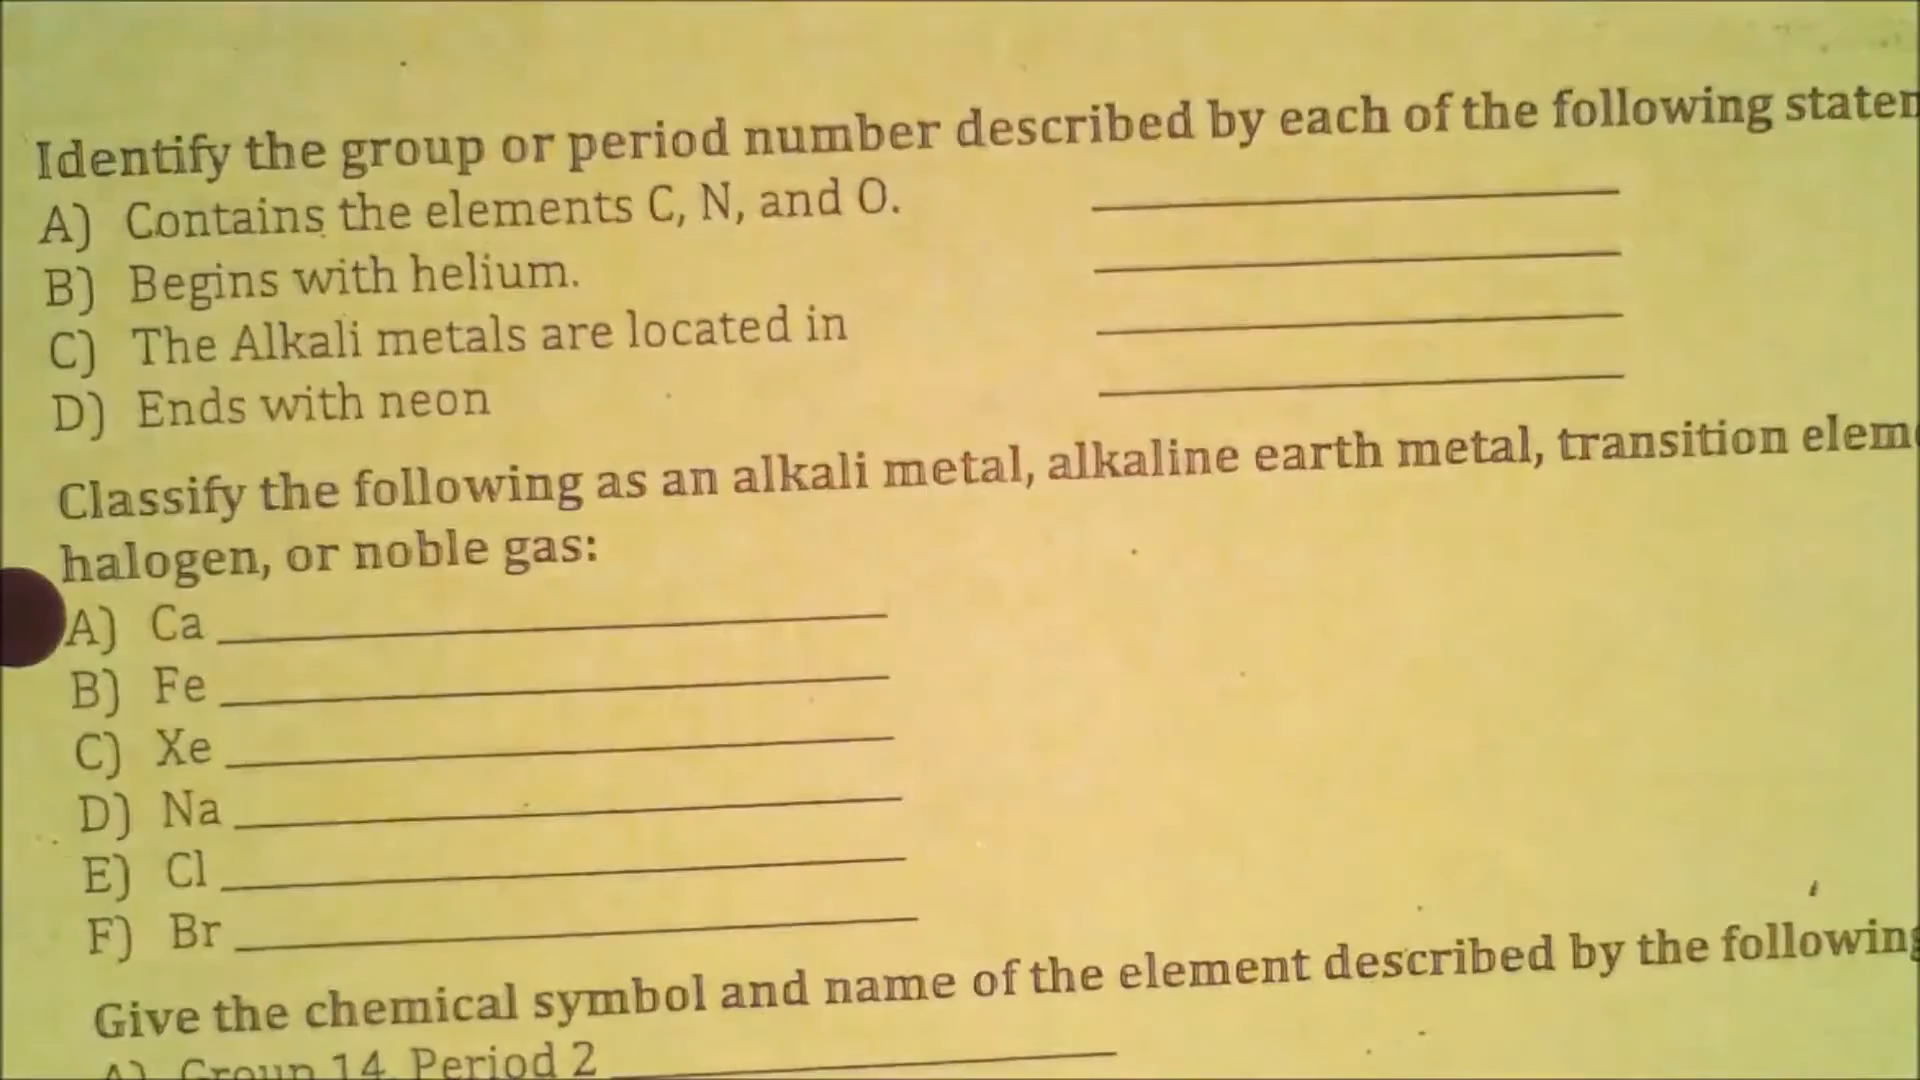 Identify the group or period number described by each of the following
A) Contains the elements C, N, and O.
B) Begins with helium.
C) The Alkali metals are located in
D) Ends with neon
Classify the following as an alkali metal, alkaline earth metal, transition
halogen, or noble gas:
A) Ca
B) Fe
C) Xe
D) Na
E) Cl
F) Br
Give the chemical symbol and name of the element described by the following
A) Group 14, Period 2